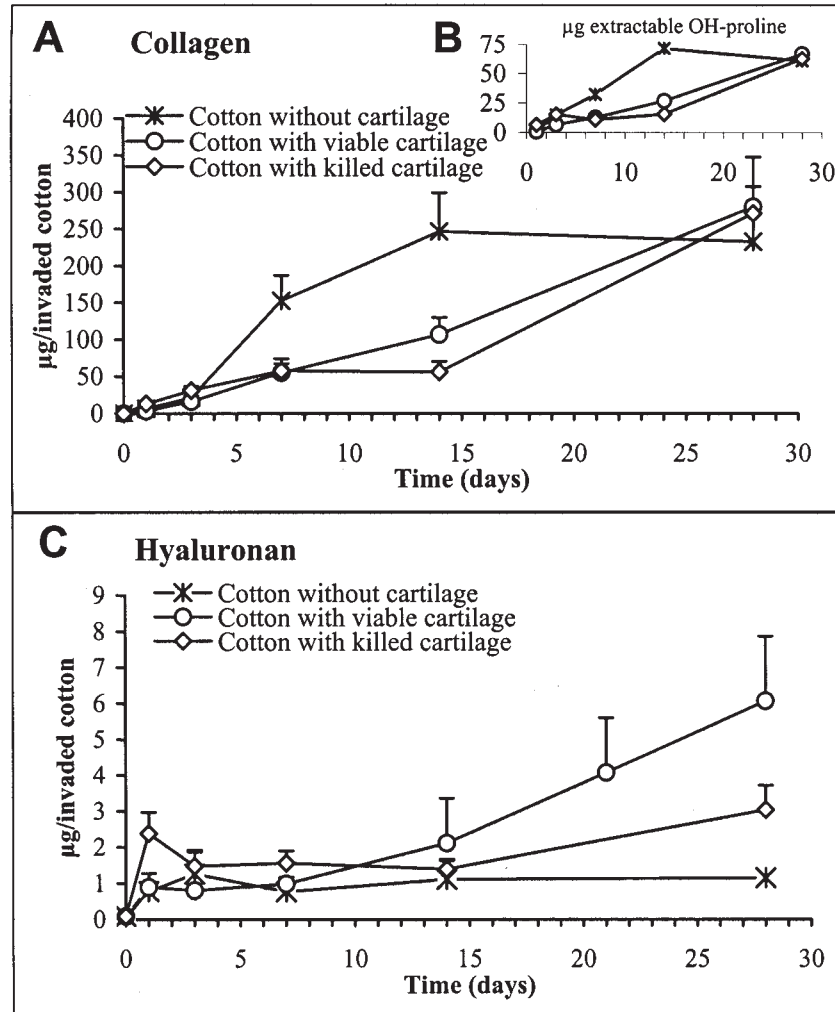 A Collagen
Cotton without cartilage
Cotton with viable cartilage
Cotton with killed cartilage
400
350
300
250
200
150
100
50
0
µg/invaded cotton
0 5 10 15 20 25 30
Time (days)
B
µg extractable OH-proline
75
50
25
0
0 10 20 30
C Hyaluronan
Cotton without cartilage
Cotton with viable cartilage
Cotton with killed cartilage
9
8
7
6
5
4
3
2
1
0
µg/invaded cotton
0 5 10 15 20 25 30
Time (days)